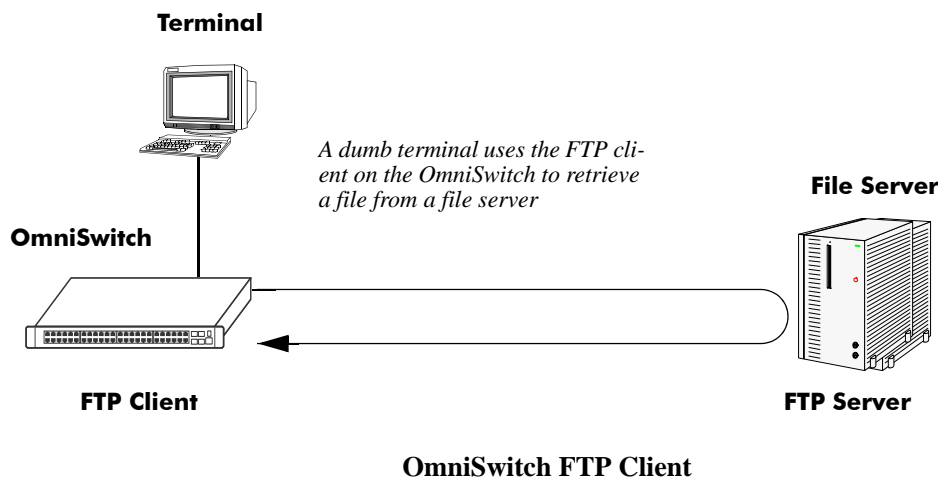 Terminal
A dumb terminal uses the FTP cli-
ent on the OmniSwitch to retrieve
a file from a file server
File Server
OmniSwitch
FTP Client
FTP Server
OmniSwitch FTP Client